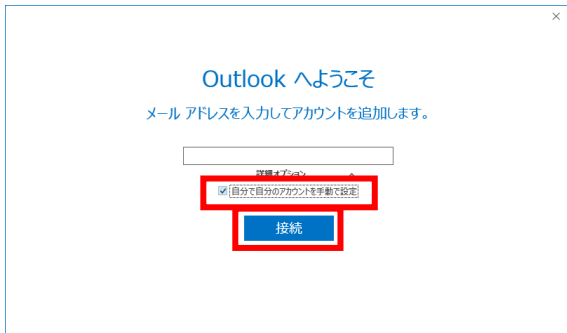 Outlook へようこそ
メール アドレスを入力してアカウントを追加します。
詳細オプション
自分で自分のアカウントを手動で設定
接続